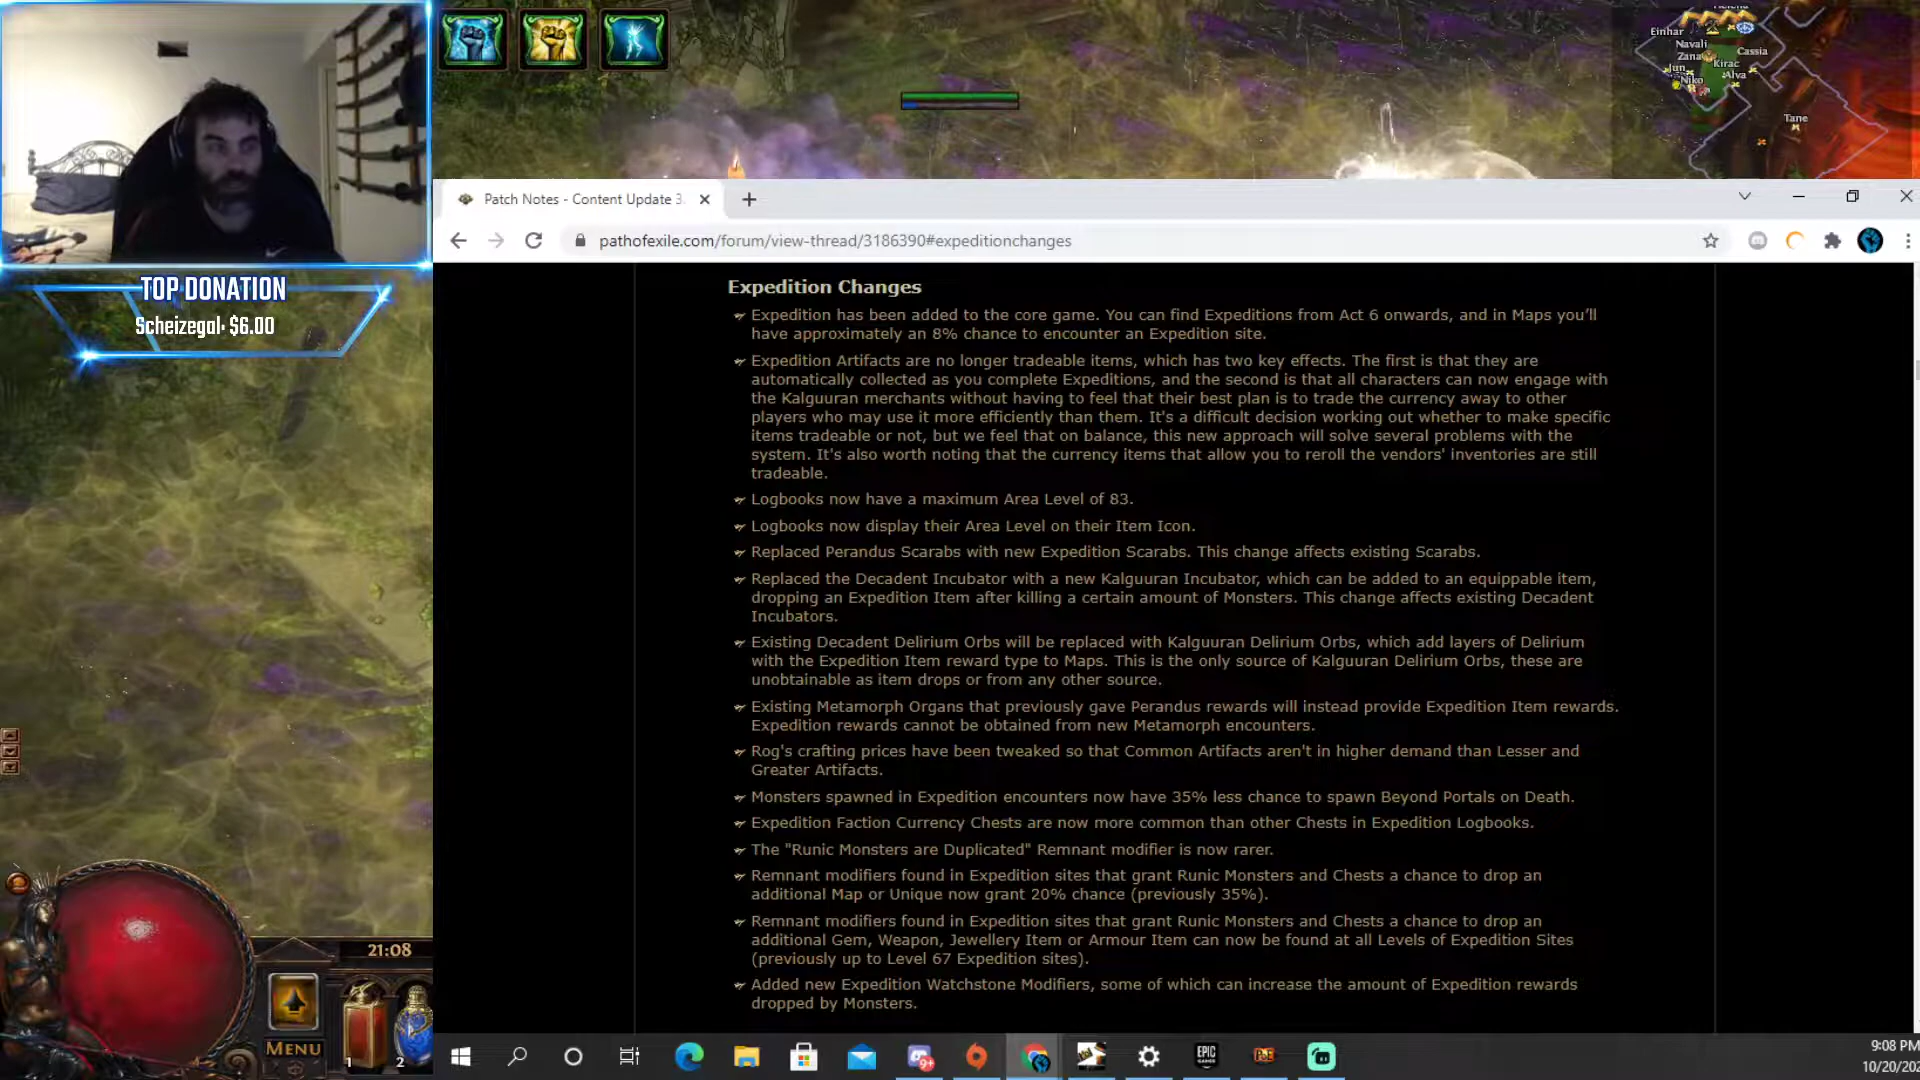 Helena
Einhar
Navali
Zana
Cassia
Jun
Kirac
Niko
Alva
Tane
Patch Notes - Content Update 3.
pathofexile.com/forum/view-thread/3186390#expeditionchanges
TOP DONATION
Scheizegal: $6.00
Expedition Changes
Expedition has been added to the core game. You can find Expeditions from Act 6 onwards, and in Maps you'll
have approximately an 8% chance to encounter an Expedition site.
Expedition Artifacts are no longer tradeable items, which has two key effects. The first is that they are
automatically collected as you complete Expeditions, and the second is that all characters can now engage with
the Kalguuran merchants without having to feel that their best plan is to trade the currency away to other
players who may use it more efficiently than them. It's a difficult decision working out whether to make specific
items tradeable or not, but we feel that on balance, this new approach will solve several problems with the
system. It's also worth noting that the currency items that allow you to reroll the vendors' inventories are still
tradeable.
Logbooks now have a maximum Area Level of 83.
Logbooks now display their Area Level on their Item Icon.
Replaced Perandus Scarabs with new Expedition Scarabs. This change affects existing Scarabs.
Replaced the Decadent Incubator with a new Kalguuran Incubator, which can be added to an equippable item,
dropping an Expedition Item after killing a certain amount of Monsters. This change affects existing Decadent
Incubators.
Existing Decadent Delirium Orbs will be replaced with Kalguuran Delirium Orbs, which add layers of Delirium
with the Expedition Item reward type to Maps. This is the only source of Kalguuran Delirium Orbs, these are
unobtainable as item drops or from any other source.
Existing Metamorph Organs that previously gave Perandus rewards will instead provide Expedition Item rewards.
Expedition rewards cannot be obtained from new Metamorph encounters.
Rog's crafting prices have been tweaked so that Common Artifacts aren't in higher demand than Lesser and
Greater Artifacts.
Monsters spawned in Expedition encounters now have 35% less chance to spawn Beyond Portals on Death.
Expedition Faction Currency Chests are now more common than other Chests in Expedition Logbooks.
The "Runic Monsters are Duplicated" Remnant modifier is now rarer.
Remnant modifiers found in Expedition sites that grant Runic Monsters and Chests a chance to drop an
additional Map or Unique now grant 20% chance (previously 35%).
Remnant modifiers found in Expedition sites that grant Runic Monsters and Chests a chance to drop an
additional Gem, Weapon, Jewellery Item or Armour Item can now be found at all Levels of Expedition Sites
(previously up to Level 67 Expedition sites).
Added new Expedition Watchstone Modifiers, some of which can increase the amount of Expedition rewards
dropped by Monsters.
21:08
MENU
1
2
9+
EPIC
GAMES
PoE
9:08 PM
10/20/202